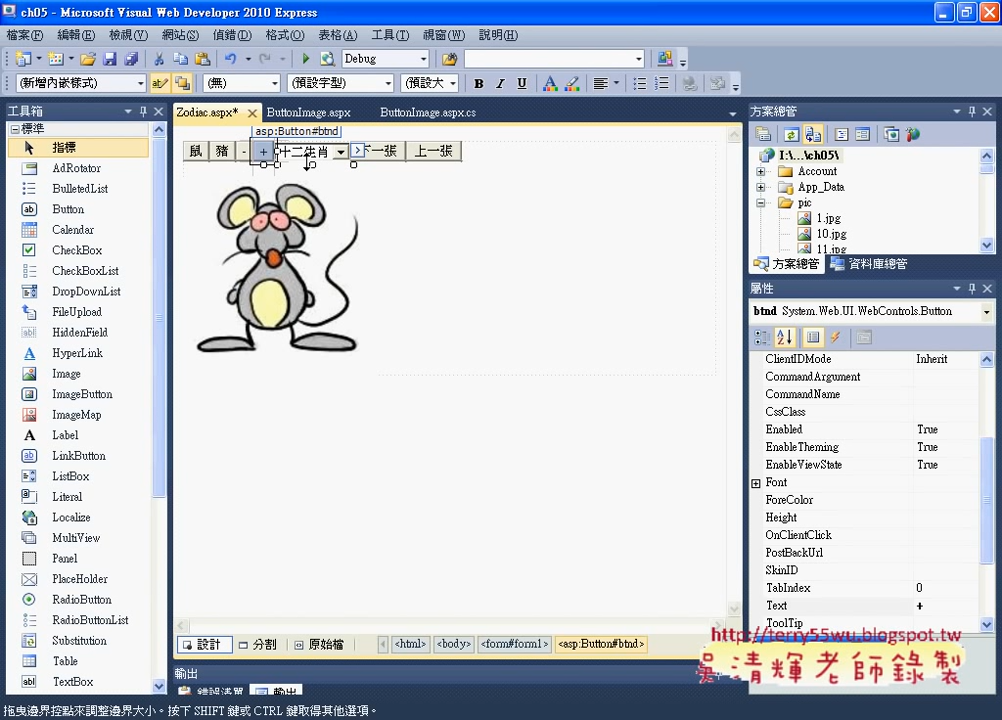 ch05 - Microsoft Visual Web Developer 2010 Express
檔案(F) 編輯(E) 檢視(V) 網站(S) 偵錯(D) 格式(O) 表格(A) 工具(T) 視窗(W) 說明(H)
Debug
(新增內嵌樣式) (無) (預設字型) (預設大 B I U A
工具箱
標準
指標
AdRotator
BulletedList
Button
Calendar
CheckBox
CheckBoxList
DropDownList
FileUpload
HiddenField
HyperLink
Image
ImageButton
ImageMap
Label
LinkButton
ListBox
Literal
Localize
MultiView
Panel
PlaceHolder
RadioButton
RadioButtonList
Substitution
Table
TextBox
Zodiac.aspx* ButtonImage.aspx ButtonImage.aspx.cs
asp:Button#btnd
鼠 豬 - + 十二生肖 下一張 上一張
設計 分割 原始檔 <html> <body> <form#form1> <asp:Button#btnd>
輸出
錯誤清單 輸出
方案總管
I:\...\ch05\
Account
App_Data
pic
1.jpg
10.jpg
11.jpg
方案總管 資料庫總管
屬性
btnd System.Web.UI.WebControls.Button
ClientIDMode Inherit
CommandArgument
CommandName
CssClass
Enabled True
EnableTheming True
EnableViewState True
Font
ForeColor
Height
OnClientClick
PostBackUrl
SkinID
TabIndex 0
Text +
ToolTip
http://terry55wu.blogspot.tw
吳清輝老師錄製
拖曳邊界控點來調整邊界大小。按下 SHIFT 鍵或 CTRL 鍵取得其他選項。